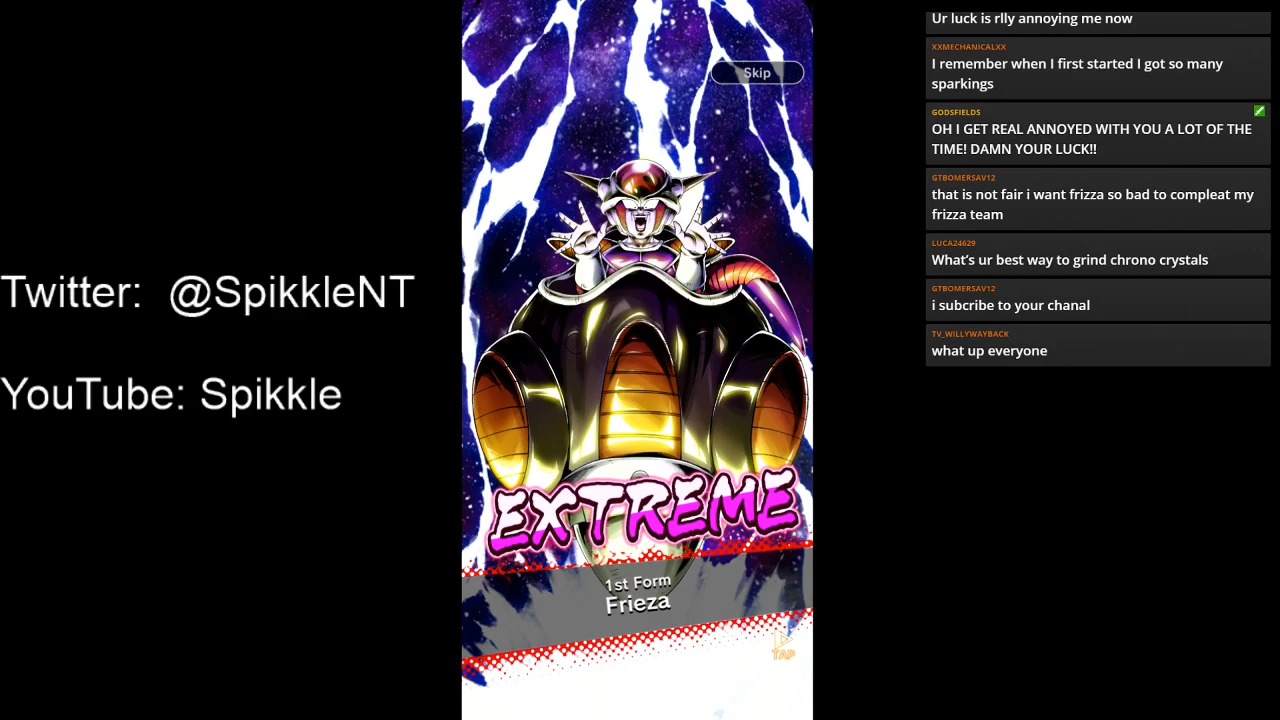 Twitter:  @SpikkleNT
YouTube: Spikkle
Skip
EXTREME
1st Form
Frieza
TAP
Ur luck is rlly annoying me now
XXMECHANICALXX
I remember when I first started I got so many
sparkings
GODSFIELDS
OH I GET REAL ANNOYED WITH YOU A LOT OF THE
TIME! DAMN YOUR LUCK!!
GTBOMERSAV12
that is not fair i want frizza so bad to compleat my
frizza team
LUCA24629
What's ur best way to grind chrono crystals
GTBOMERSAV12
i subcribe to your chanal
TV_WILLYWAYBACK
what up everyone